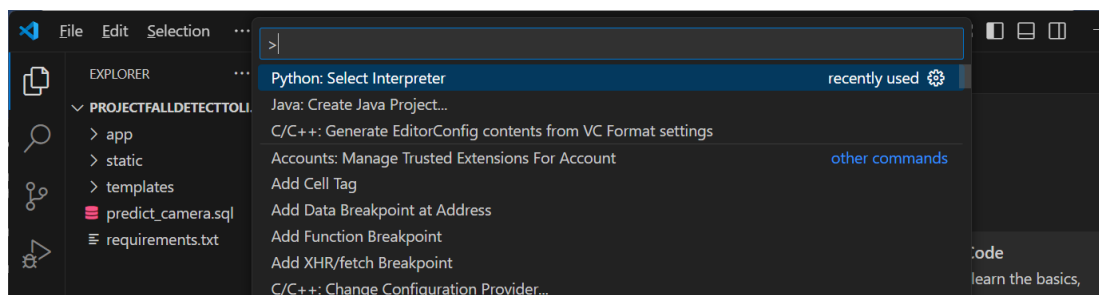 File Edit Selection ...
>
EXPLORER ...
Python: Select Interpreter recently used
PROJECTFALLDETECTTOLI
Java: Create Java Project...
app
C/C++: Generate EditorConfig contents from VC Format settings
static
Accounts: Manage Trusted Extensions For Account other commands
templates
Add Cell Tag
predict_camera.sql
Add Data Breakpoint at Address
requirements.txt
Add Function Breakpoint
Code
Add XHR/fetch Breakpoint
learn the basics,
C/C++: Change Configuration Provider...